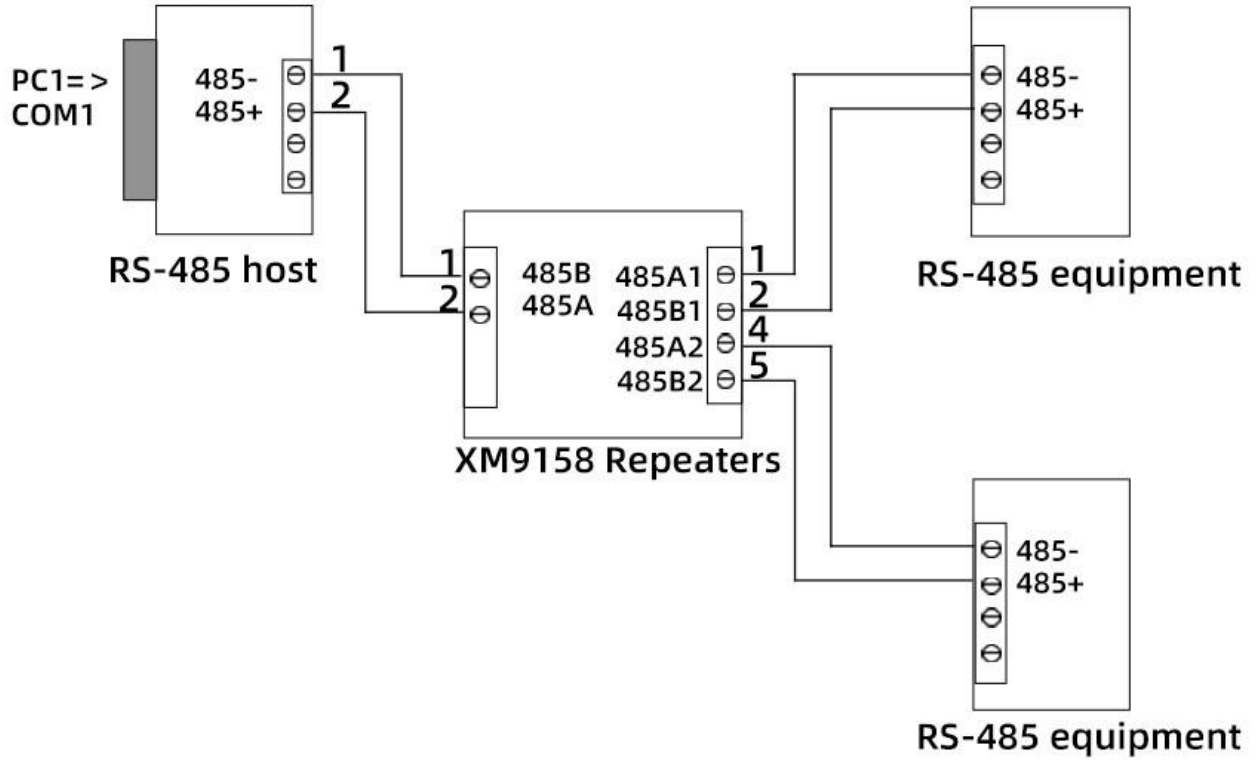 PC1=>
COM1
485-
485+
1
2
RS-485 host
485-
485+
RS-485 equipment
1
2
485B
485A
485A1
485B1
485A2
485B2
1
2
4
5
XM9158 Repeaters
485-
485+
RS-485 equipment